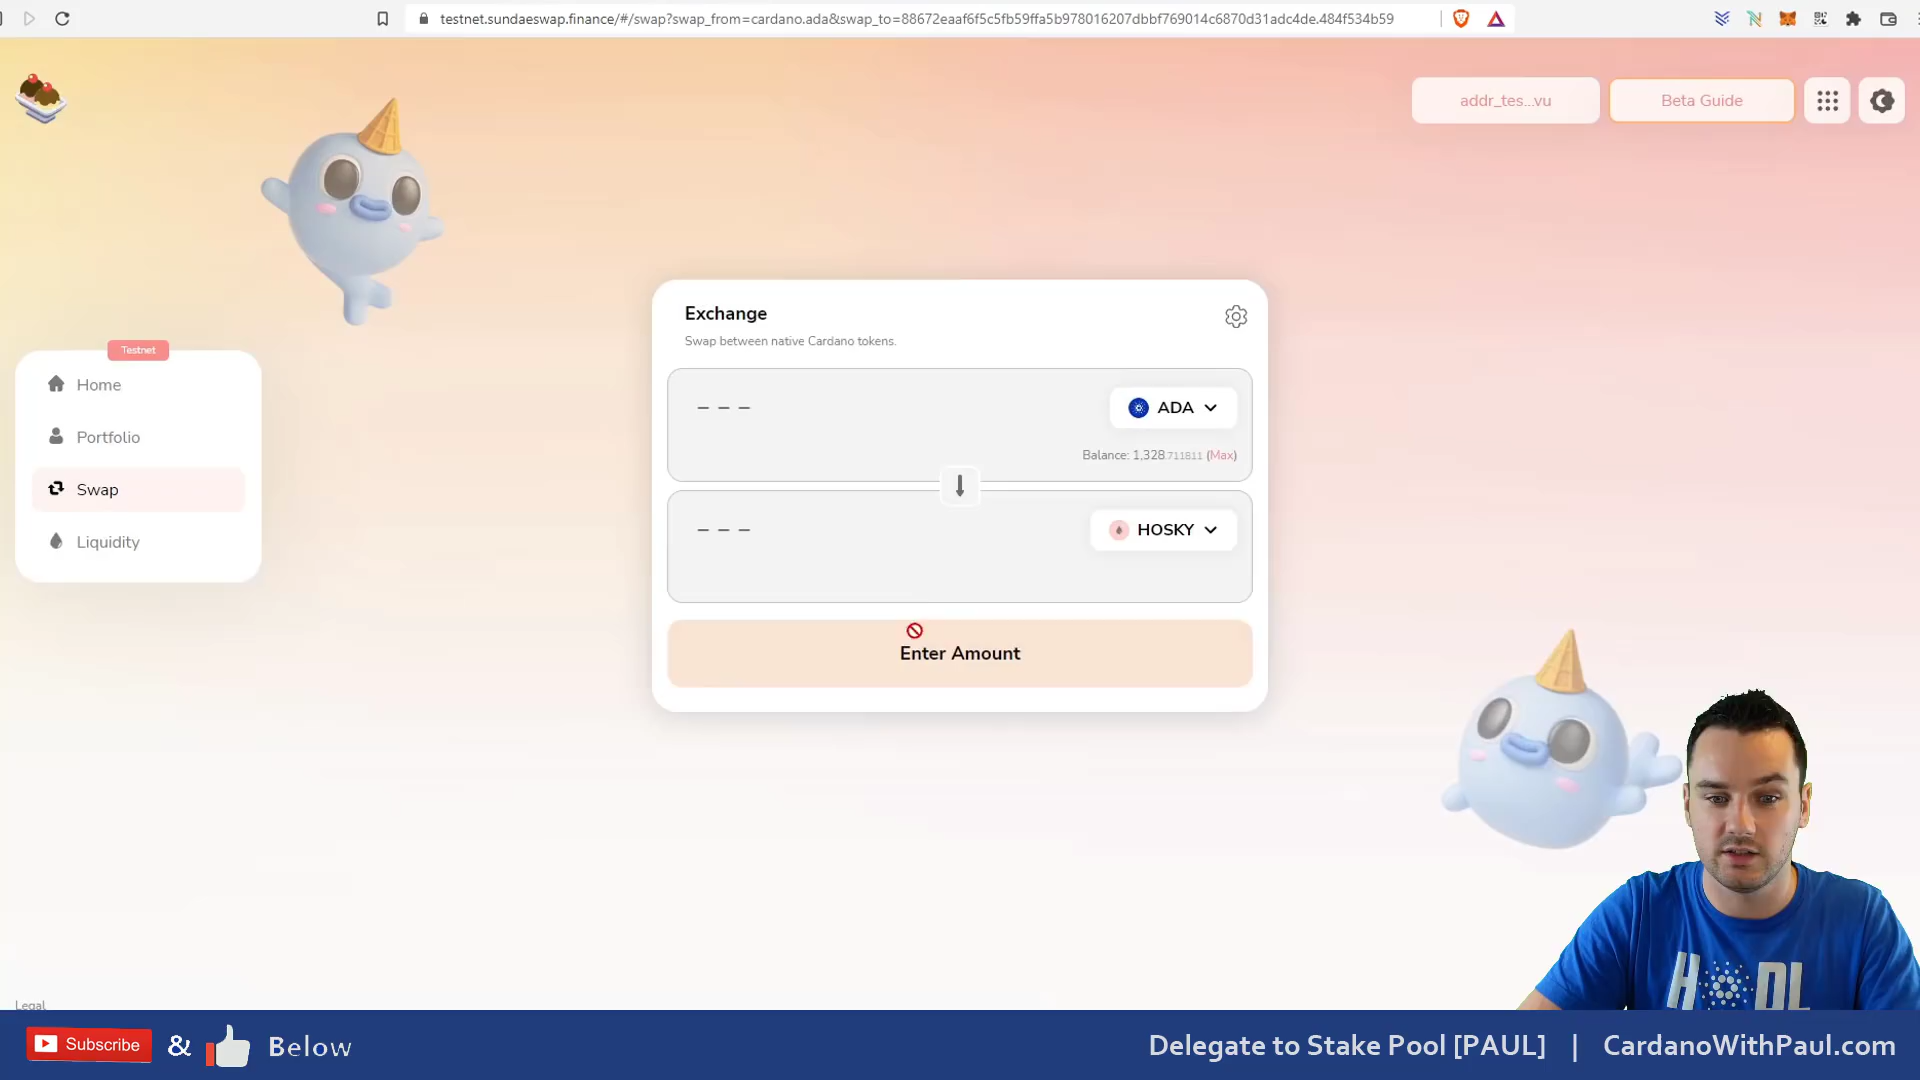 testnet.sundaeswap.finance/#/swap?swap_from=cardano.ada&swap_to=88672eaaf6f5c5fb59ffa5b978016207dbbf769014c6870d31adc4de.484f534b59
addr_tes...vu
Beta Guide
Testnet
Home
Portfolio
Swap
Liquidity
Exchange
Swap between native Cardano tokens.
– – –
ADA
Balance: 1,328.711811 (Max)
– – –
HOSKY
Enter Amount
Legal
H DL
Subscribe & Below
Delegate to Stake Pool [PAUL] | CardanoWithPaul.com